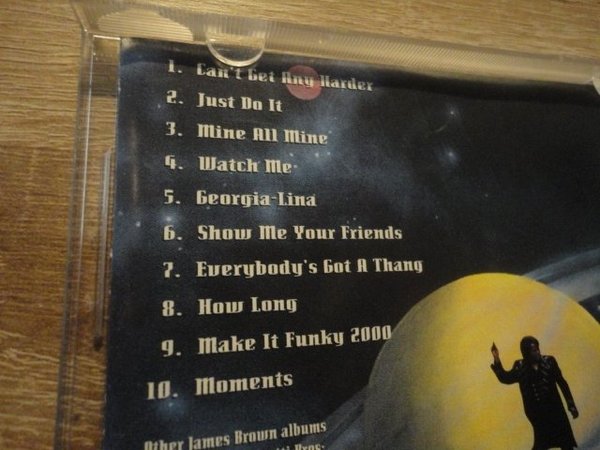 1. Can't Get Any Harder
2. Just Do It
3. Mine All Mine
4. Watch Me
5. Georgia-Lina
6. Show Me Your Friends
7. Everybody's Got A Thang
8. How Long
9. Make It Funky 2000
10. Moments
Other James Brown albums
Bros: